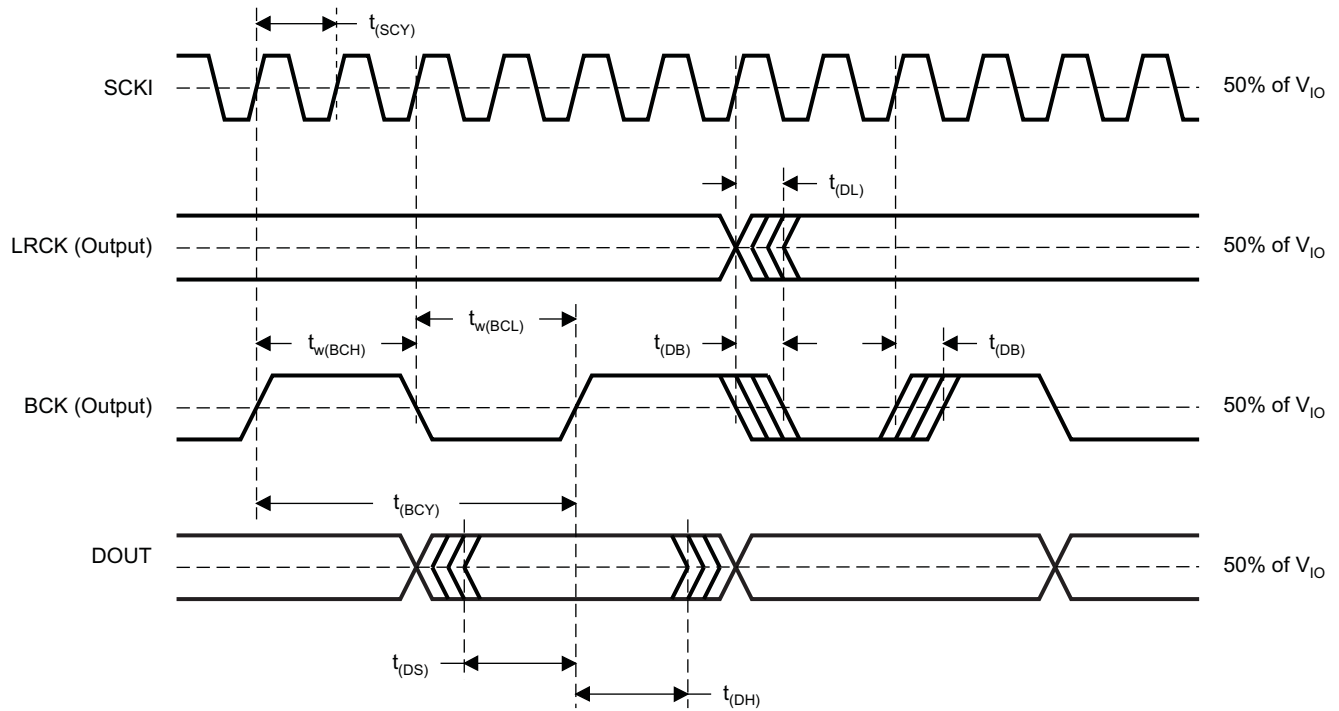 t(SCY)
SCKI
50% of VIO
t(DL)
LRCK (Output)
50% of VIO
tw(BCL)
tw(BCH)
t(DB)
t(DB)
BCK (Output)
50% of VIO
t(BCY)
DOUT
50% of VIO
t(DS)
t(DH)